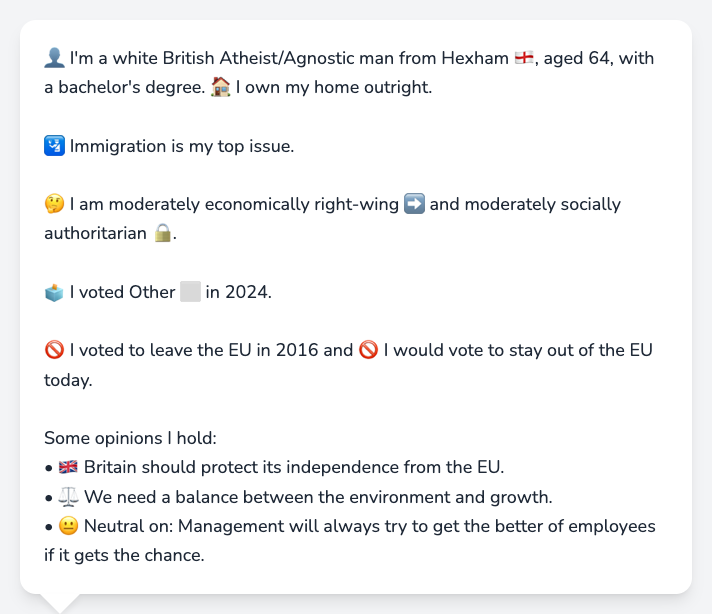 👤 I'm a white British Atheist/Agnostic man from Hexham 🏴󠁧󠁢󠁥󠁮󠁧󠁿, aged 64, with
a bachelor's degree. 🏠 I own my home outright.
🛂 Immigration is my top issue.
🤔 I am moderately economically right-wing ➡️ and moderately socially
authoritarian 🔒.
🗳️ I voted Other ⬜ in 2024.
🚫 I voted to leave the EU in 2016 and 🚫 I would vote to stay out of the EU
today.
Some opinions I hold:
• 🇬🇧 Britain should protect its independence from the EU.
• ⚖️ We need a balance between the environment and growth.
• 😐 Neutral on: Management will always try to get the better of employees
if it gets the chance.